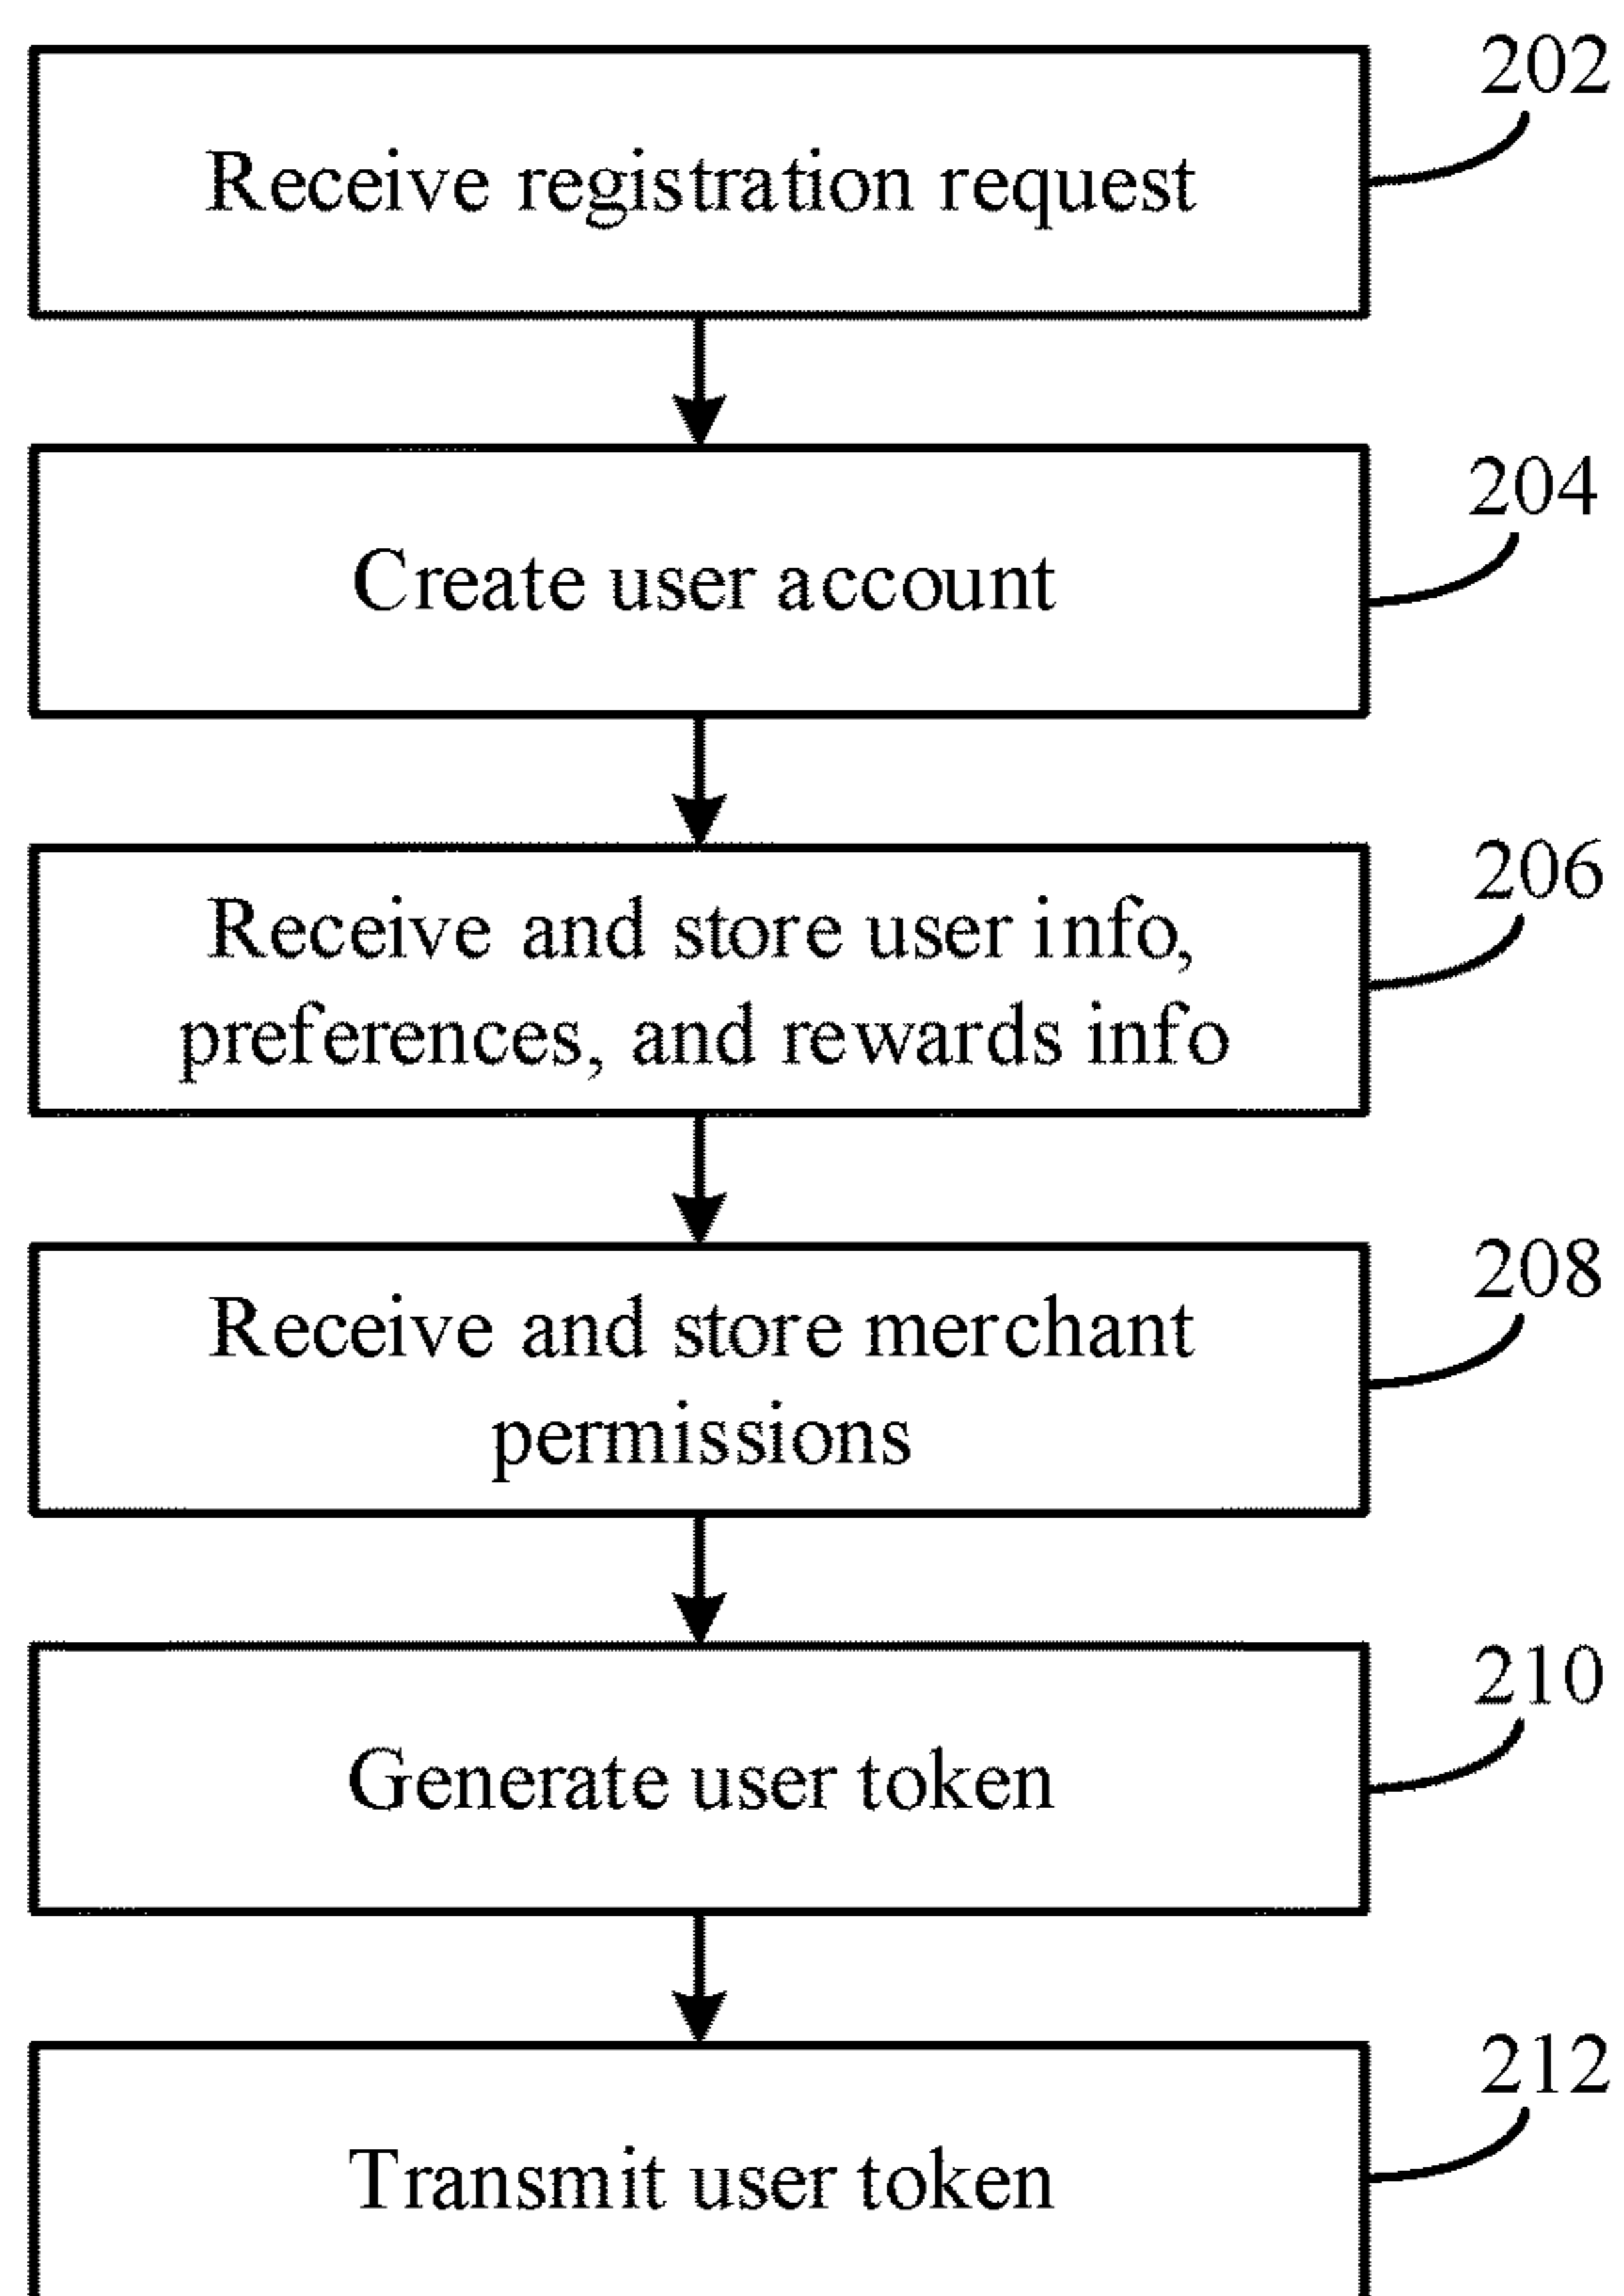 202
Receive registration request
204
Create user account
206
Receive and store user info,
preferences, and rewards info
208
Receive and store merchant
permissions
210
Generate user token
212
Transmit user token